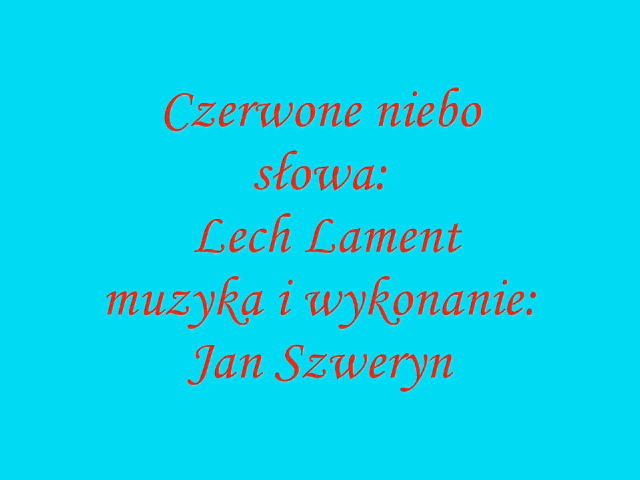 Czerwone niebo
słowa:
Lech Lament
muzyka i wykonanie:
Jan Szweryn